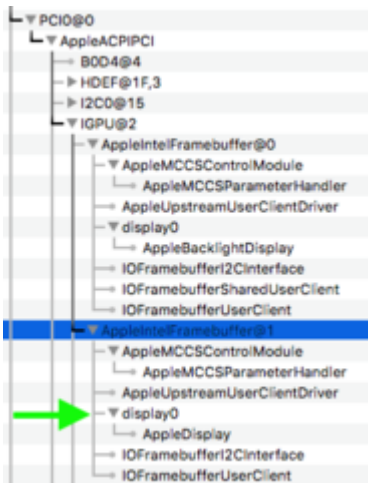 PCI0@0
AppleACPIPCI
B0D4@4
HDEF@1F,3
I2C0@15
IGPU@2
AppleIntelFramebuffer@0
AppleMCCSControlModule
AppleMCCSParameterHandler
AppleUpstreamUserClientDriver
display0
AppleBacklightDisplay
IOFramebufferI2CInterface
IOFramebufferSharedUserClient
IOFramebufferUserClient
AppleIntelFramebuffer@1
AppleMCCSControlModule
AppleMCCSParameterHandler
AppleUpstreamUserClientDriver
display0
AppleDisplay
IOFramebufferI2CInterface
IOFramebufferUserClient